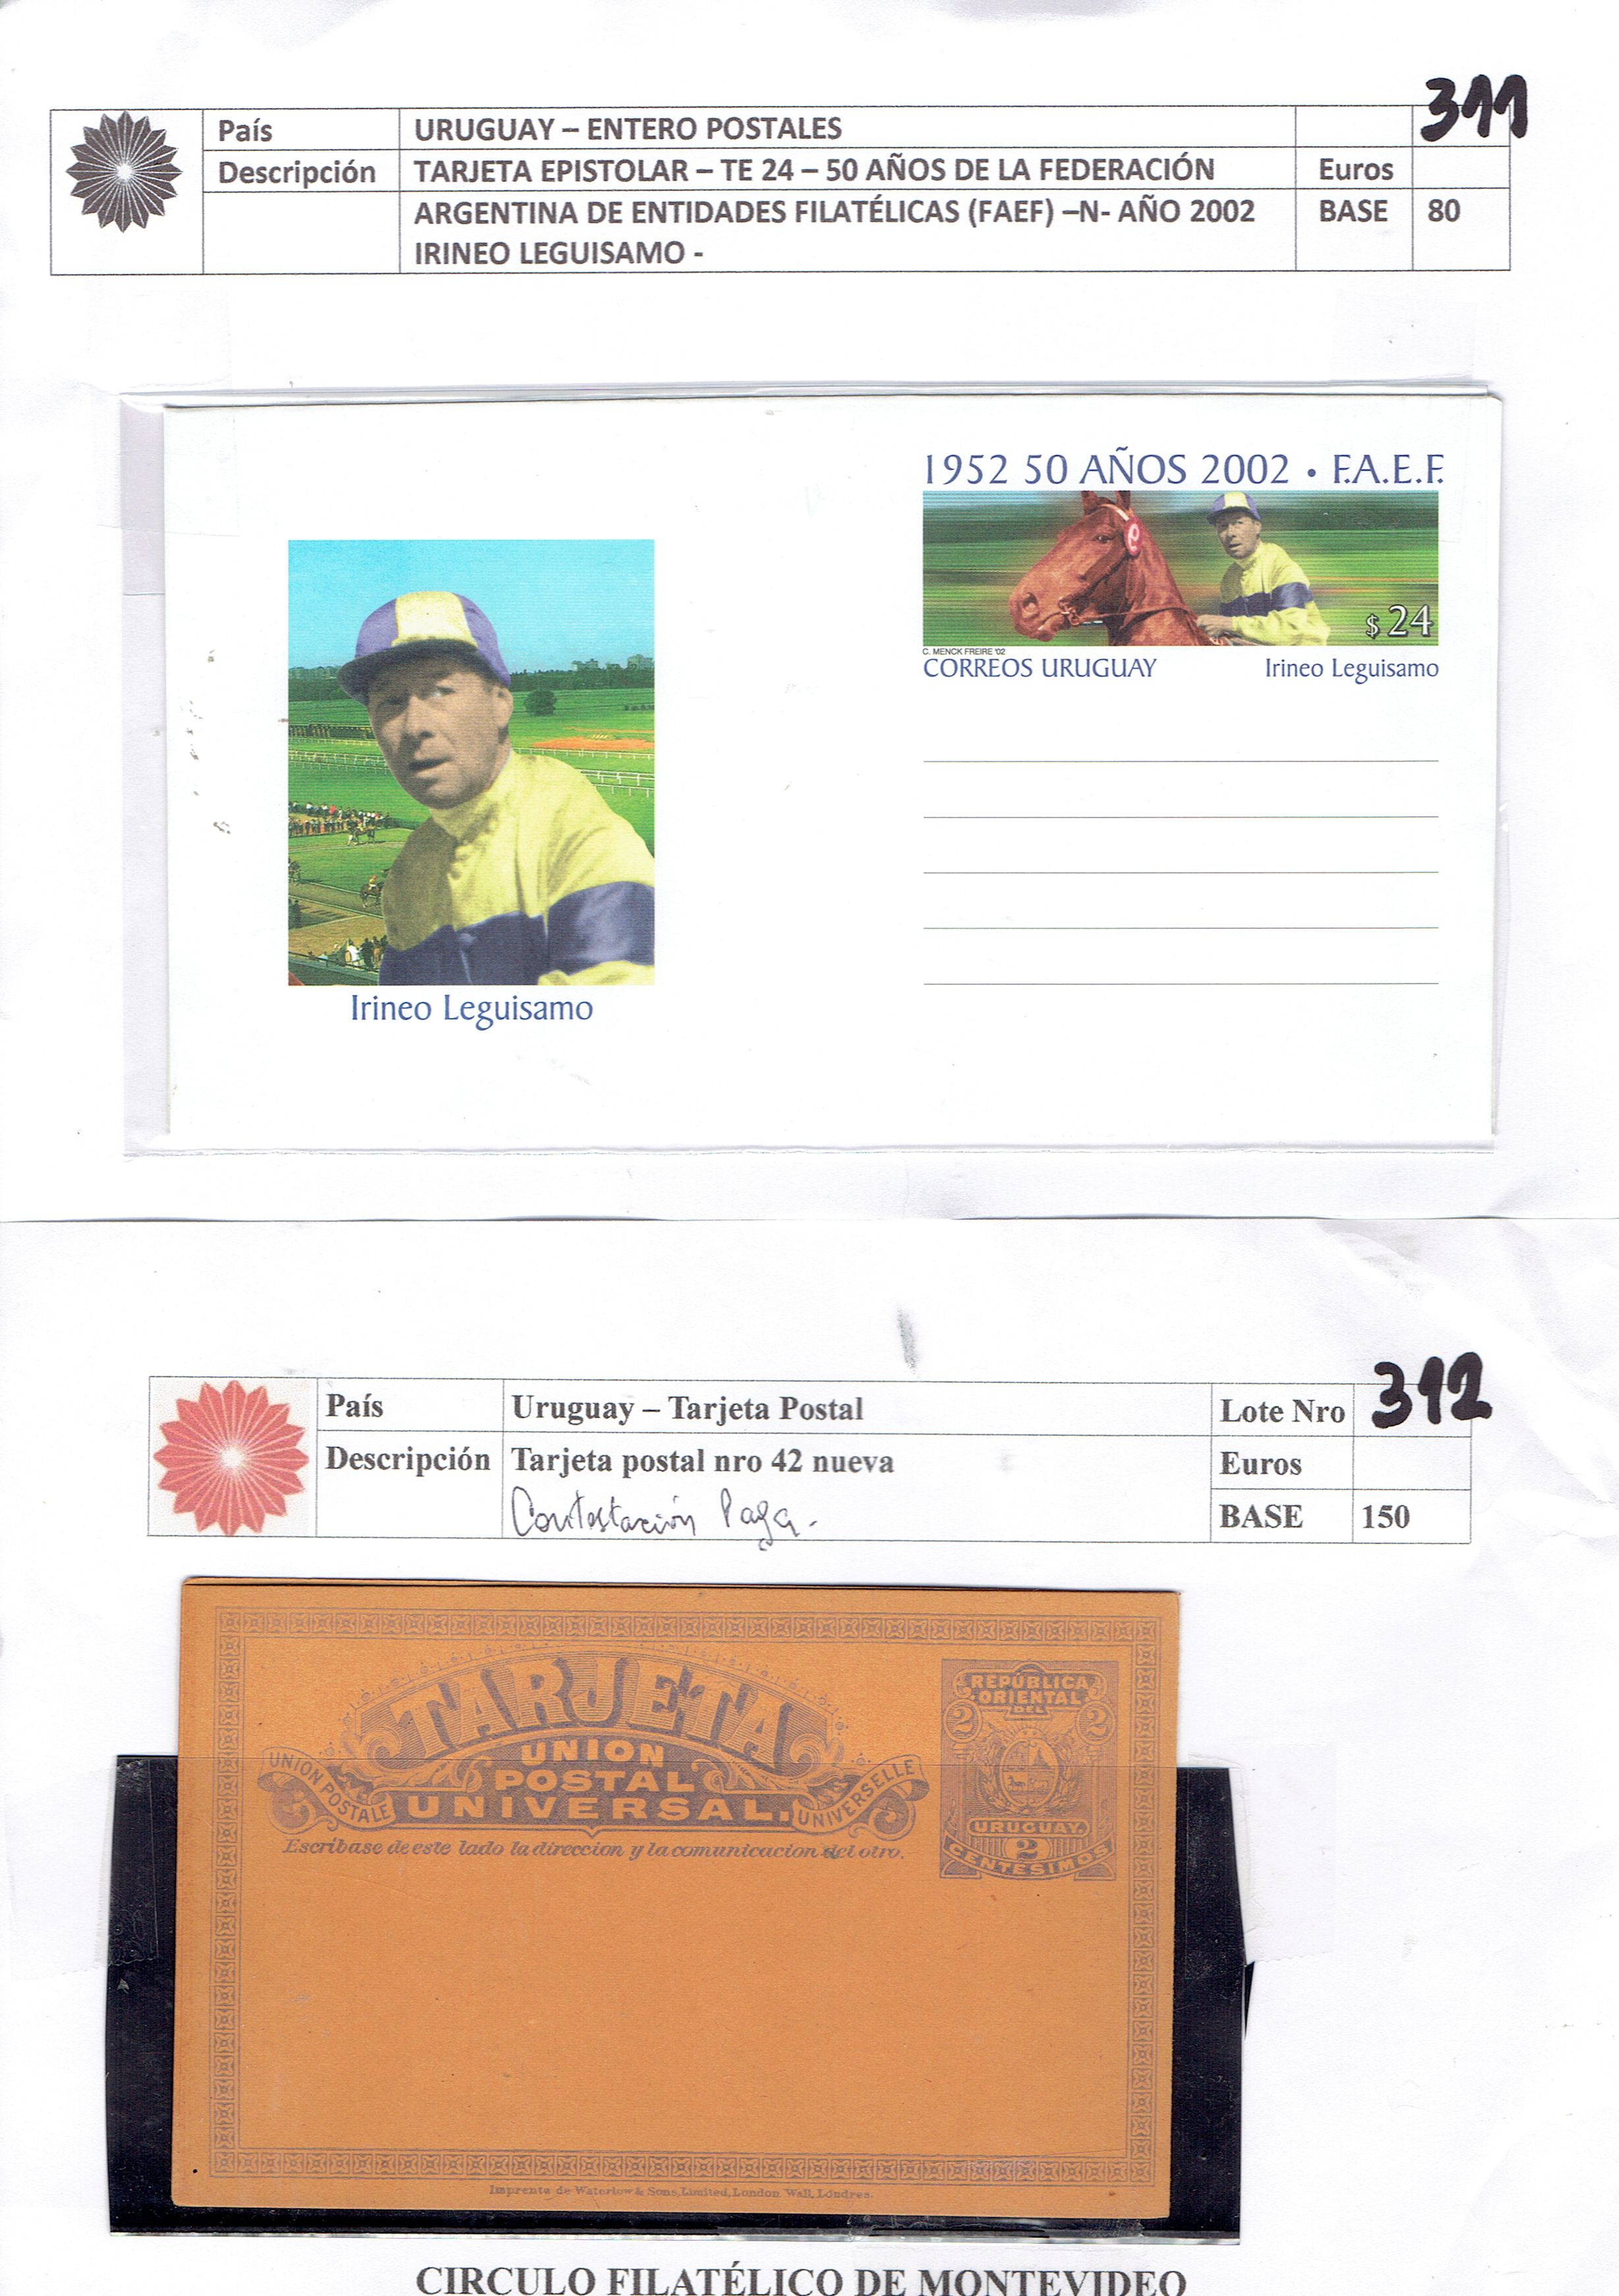 311
País URUGUAY – ENTERO POSTALES
Descripción TARJETA EPISTOLAR – TE 24 – 50 AÑOS DE LA FEDERACIÓN Euros
ARGENTINA DE ENTIDADES FILATÉLICAS (FAEF) –N- AÑO 2002 BASE 80
IRINEO LEGUISAMO -
1952 50 AÑOS 2002 • F.A.E.F.
$ 24
C. MENCK FREIRE '02
CORREOS URUGUAY Irineo Leguisamo
Irineo Leguisamo
País Uruguay – Tarjeta Postal Lote Nro 312
Descripción Tarjeta postal nro 42 nueva Euros
Contestación Paga. BASE 150
TARJETA
UNION
POSTAL
UNIVERSAL.
UNION POSTALE UNIVERSELLE
Escríbase de este lado la direccion y la comunicacion del otro.
REPÚBLICA
ORIENTAL
DEL
2 2
URUGUAY.
2
CENTESIMOS
Imprenta de Waterlow & Sons, Limited, London Wall, Londres.
CIRCULO FILATÉLICO DE MONTEVIDEO